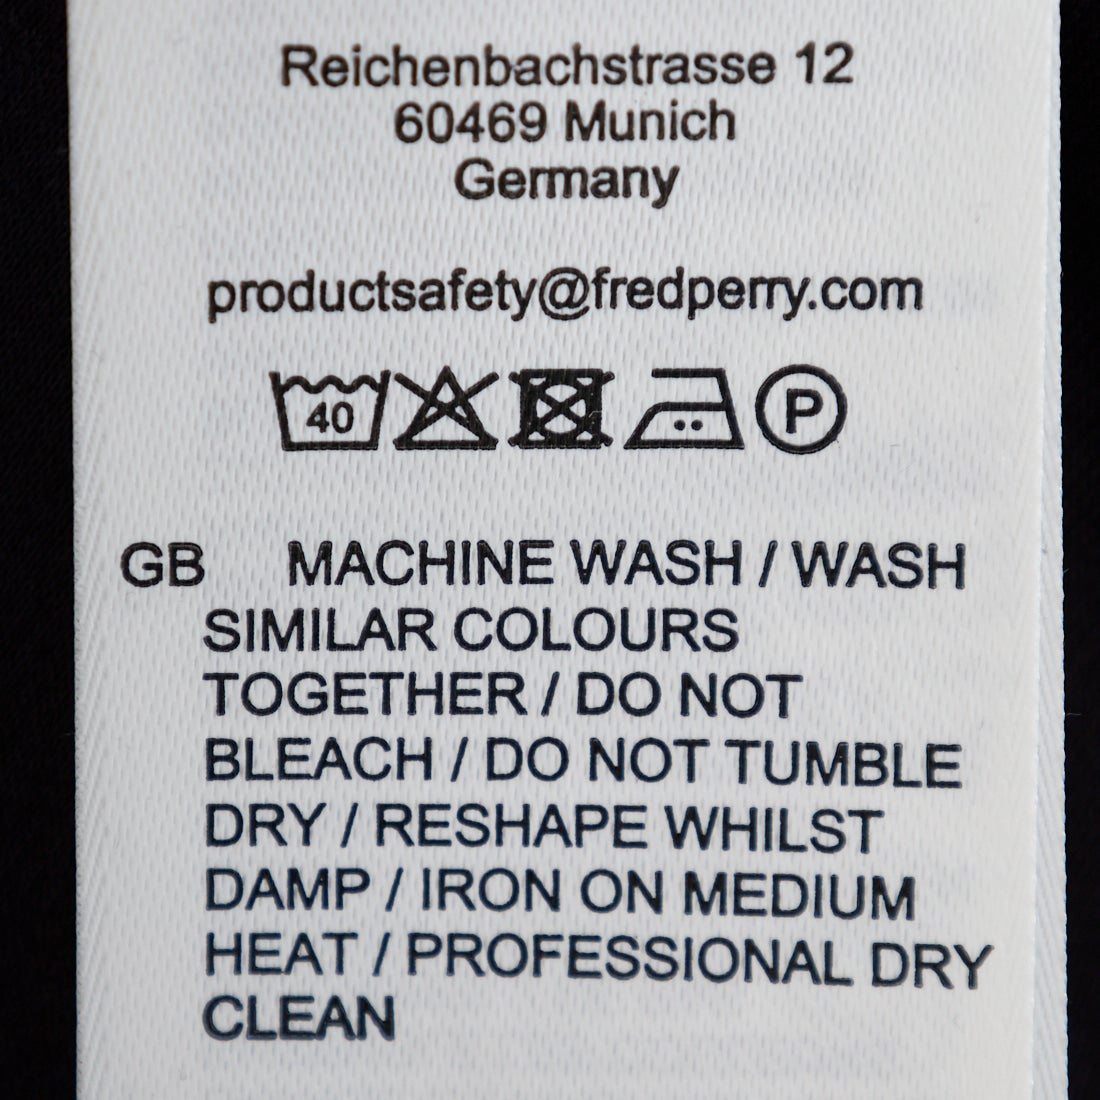 Reichenbachstrasse 12
60469 Munich
Germany
productsafety@fredperry.com
40 P
GB MACHINE WASH / WASH
SIMILAR COLOURS
TOGETHER / DO NOT
BLEACH / DO NOT TUMBLE
DRY / RESHAPE WHILST
DAMP / IRON ON MEDIUM
HEAT / PROFESSIONAL DRY
CLEAN